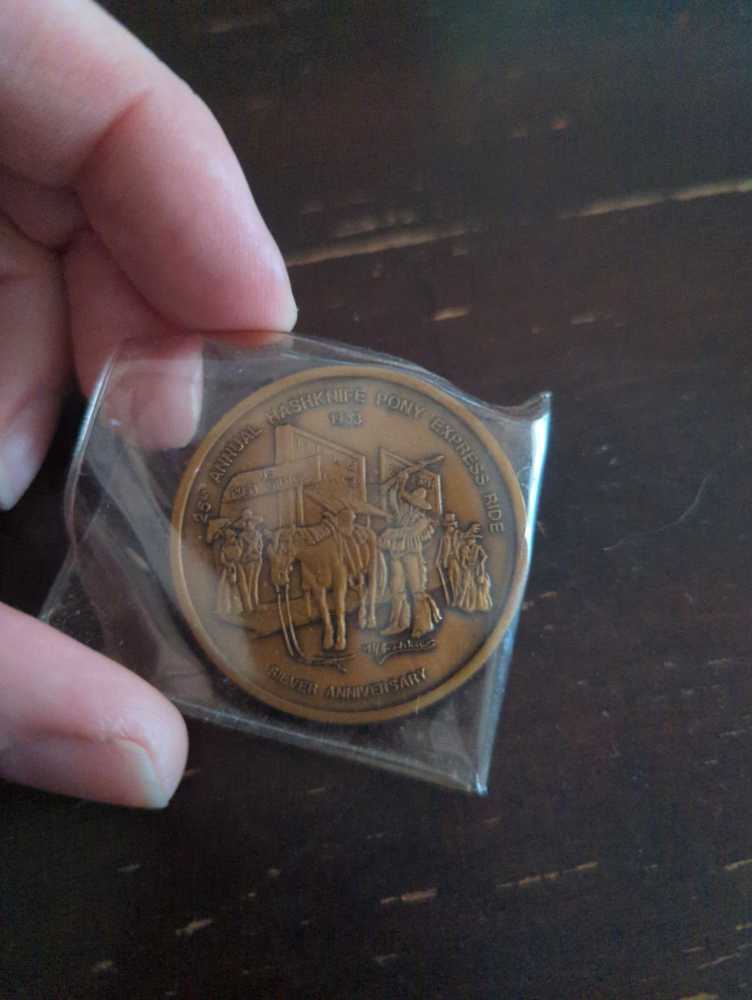 25TH ANNUAL HASHKNIFE PONY EXPRESS RIDE
1983
SILVER ANNIVERSARY